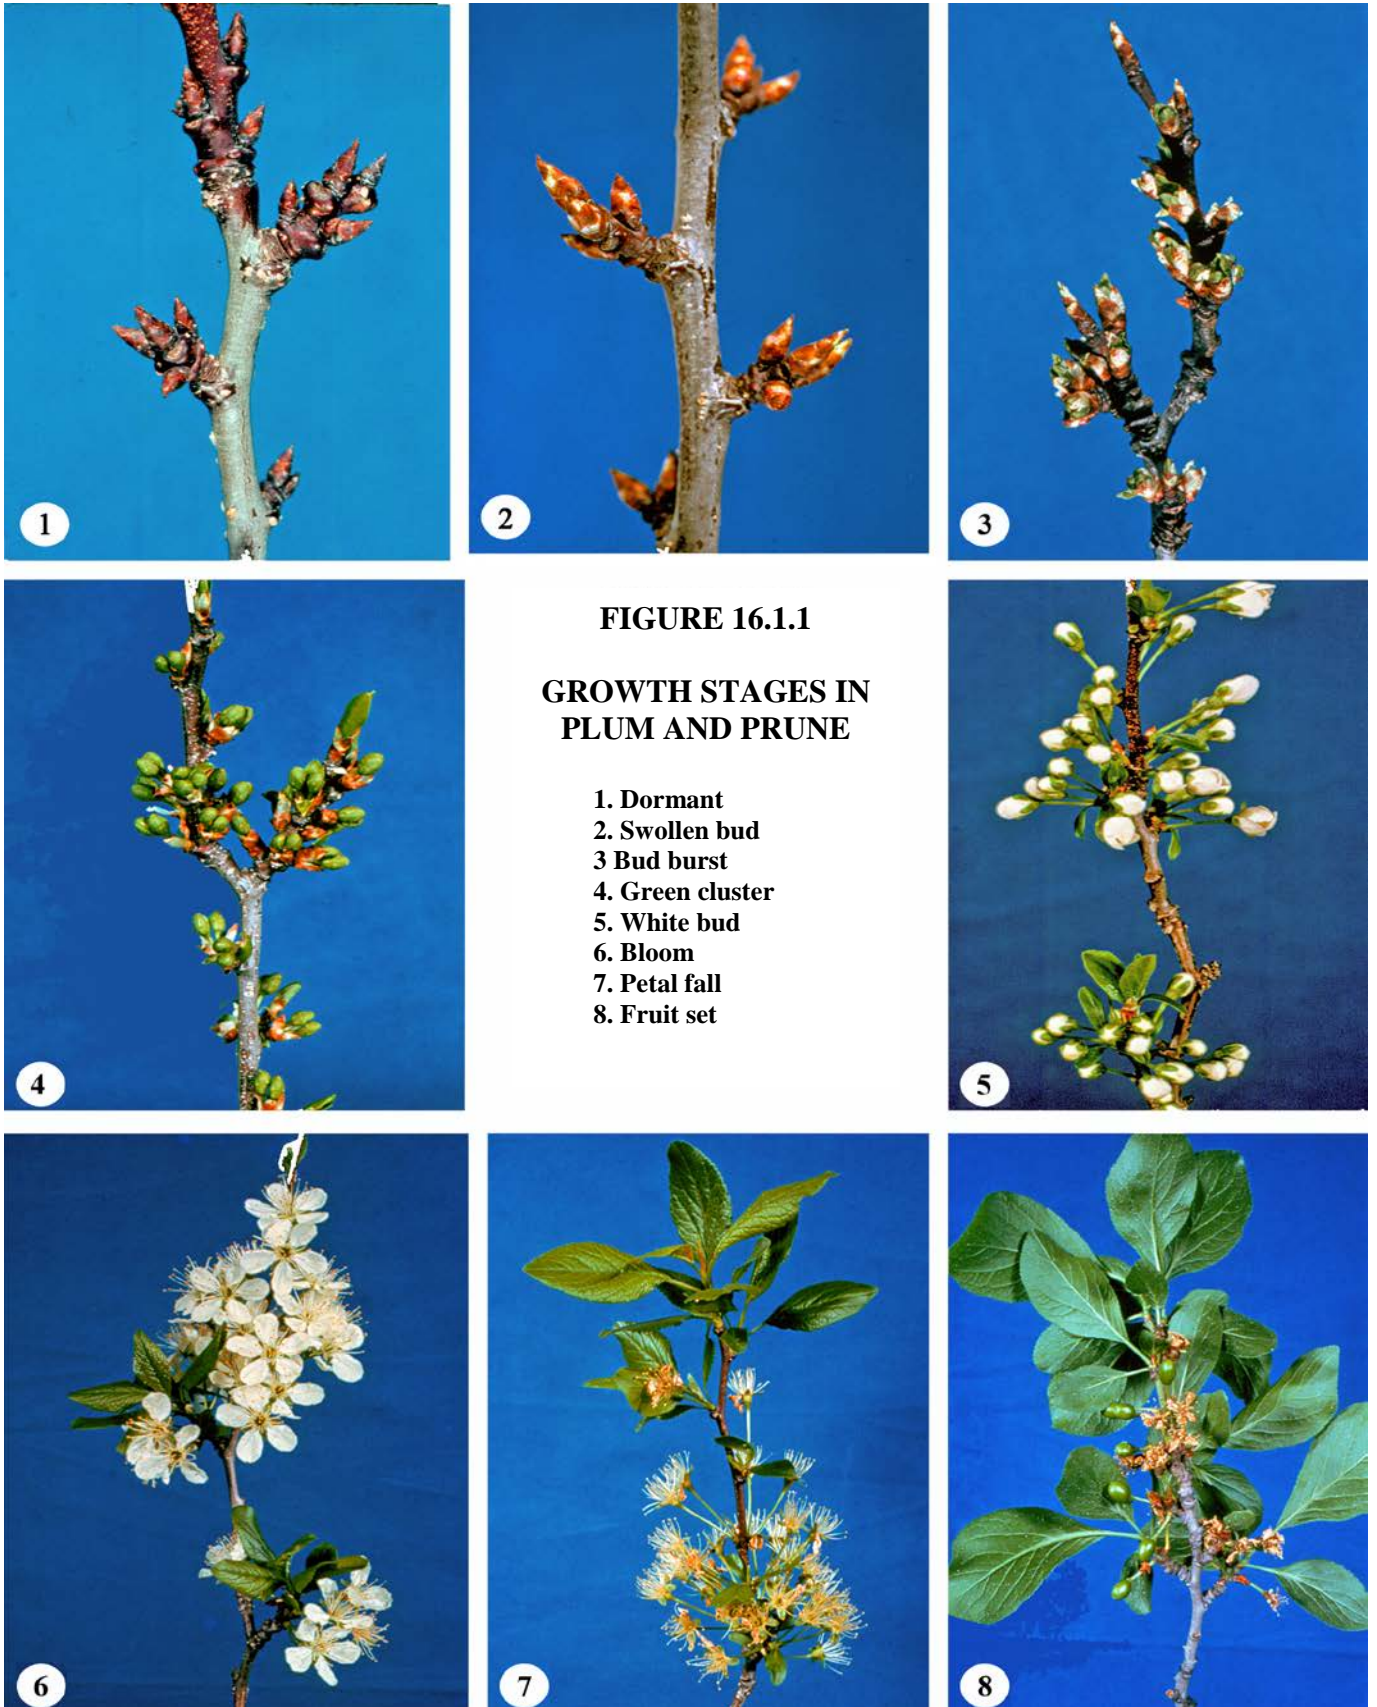 1
2
3
FIGURE 16.1.1
GROWTH STAGES IN
PLUM AND PRUNE
1. Dormant
2. Swollen bud
3 Bud burst
4. Green cluster
5. White bud
6. Bloom
7. Petal fall
8. Fruit set
4
5
6
7
8